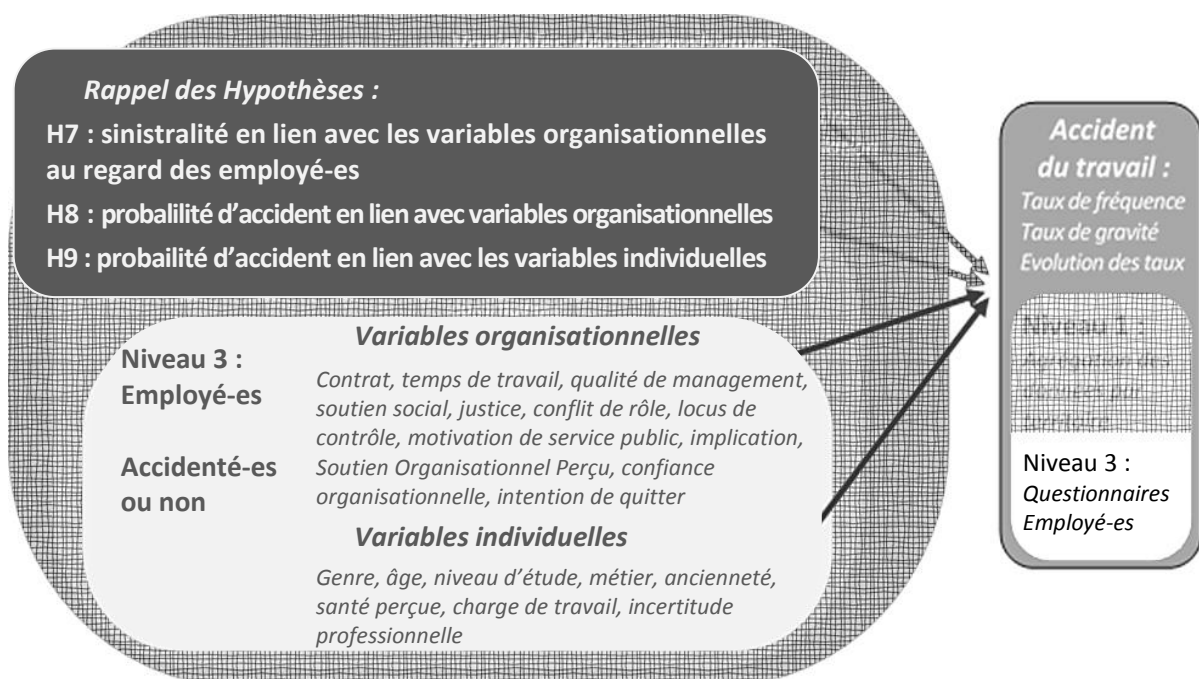 Rappel des Hypothèses :
H7 : sinistralité en lien avec les variables organisationnelles
au regard des employé-es
H8 : probalilité d'accident en lien avec variables organisationnelles
H9 : probailité d'accident en lien avec les variables individuelles
Niveau 3 :
Employé-es
Accidenté-es
ou non
Variables organisationnelles
Contrat, temps de travail, qualité de management,
soutien social, justice, conflit de rôle, locus de
contrôle, motivation de service public, implication,
Soutien Organisationnel Perçu, confiance
organisationnelle, intention de quitter
Variables individuelles
Genre, âge, niveau d'étude, métier, ancienneté,
santé perçue, charge de travail, incertitude
professionnelle
Accident
du travail :
Taux de fréquence
Taux de gravité
Evolution des taux
Niveau 1 :
Agrégation des
données par
territoire
Niveau 3 :
Questionnaires
Employé-es